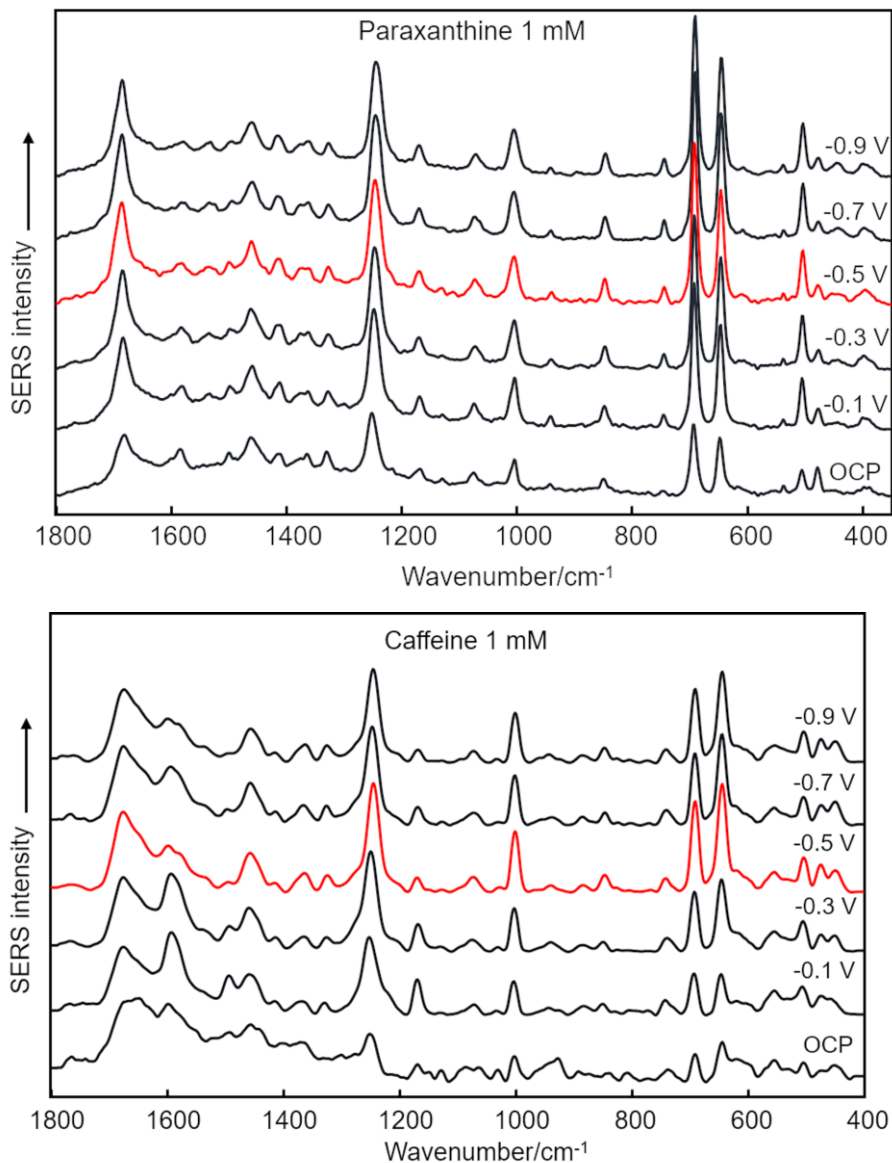 Paraxanthine 1 mM
SERS intensity
-0.9 V
-0.7 V
-0.5 V
-0.3 V
-0.1 V
OCP
1800 1600 1400 1200 1000 800 600 400
Wavenumber/cm-1
Caffeine 1 mM
SERS intensity
-0.9 V
-0.7 V
-0.5 V
-0.3 V
-0.1 V
OCP
1800 1600 1400 1200 1000 800 600 400
Wavenumber/cm-1